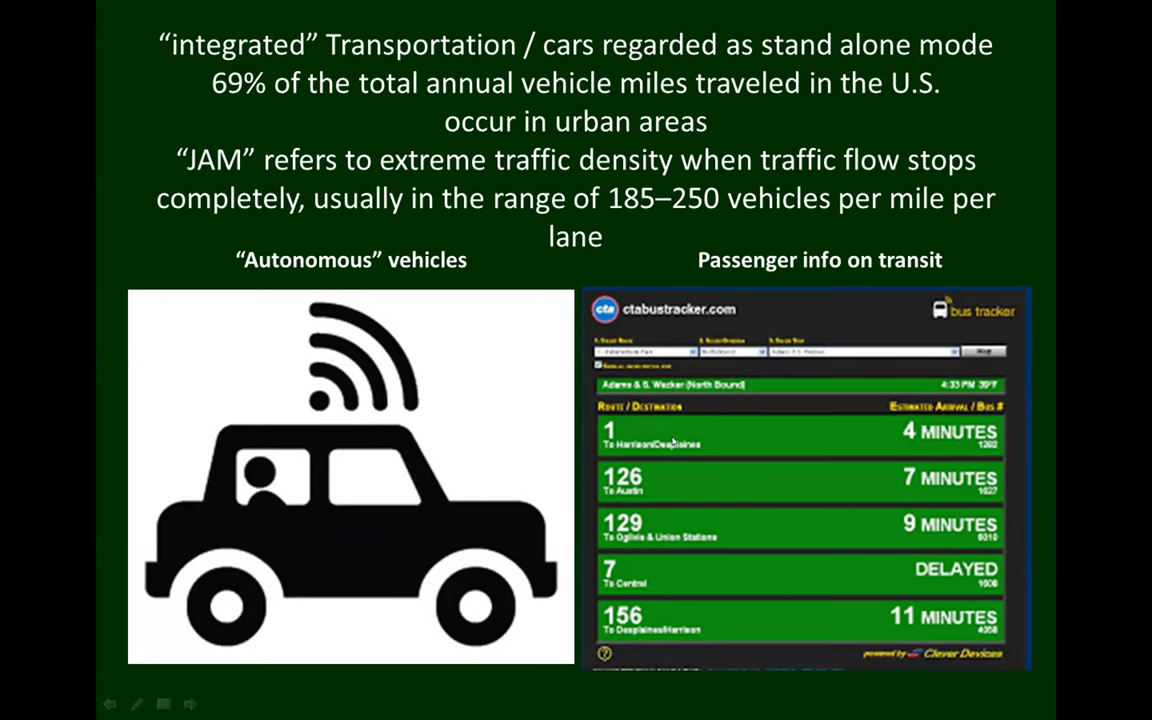 “integrated” Transportation / cars regarded as stand alone mode
69% of the total annual vehicle miles traveled in the U.S.
occur in urban areas
“JAM” refers to extreme traffic density when traffic flow stops
completely, usually in the range of 185–250 vehicles per mile per
lane
“Autonomous” vehicles
Passenger info on transit
cta ctabustracker.com
bus tracker
Adams & S. Wacker (North Bound) 4:33 PM 39°F
Route / Destination Estimated Arrival / Bus #
1 4 MINUTES
To Harrison/Desplaines 1282
126 7 MINUTES
To Austin 1627
129 9 MINUTES
To Ogilvie & Union Stations 6010
7 DELAYED
To Central 1608
156 11 MINUTES
To Desplaines/Harrison
powered by Clever Devices